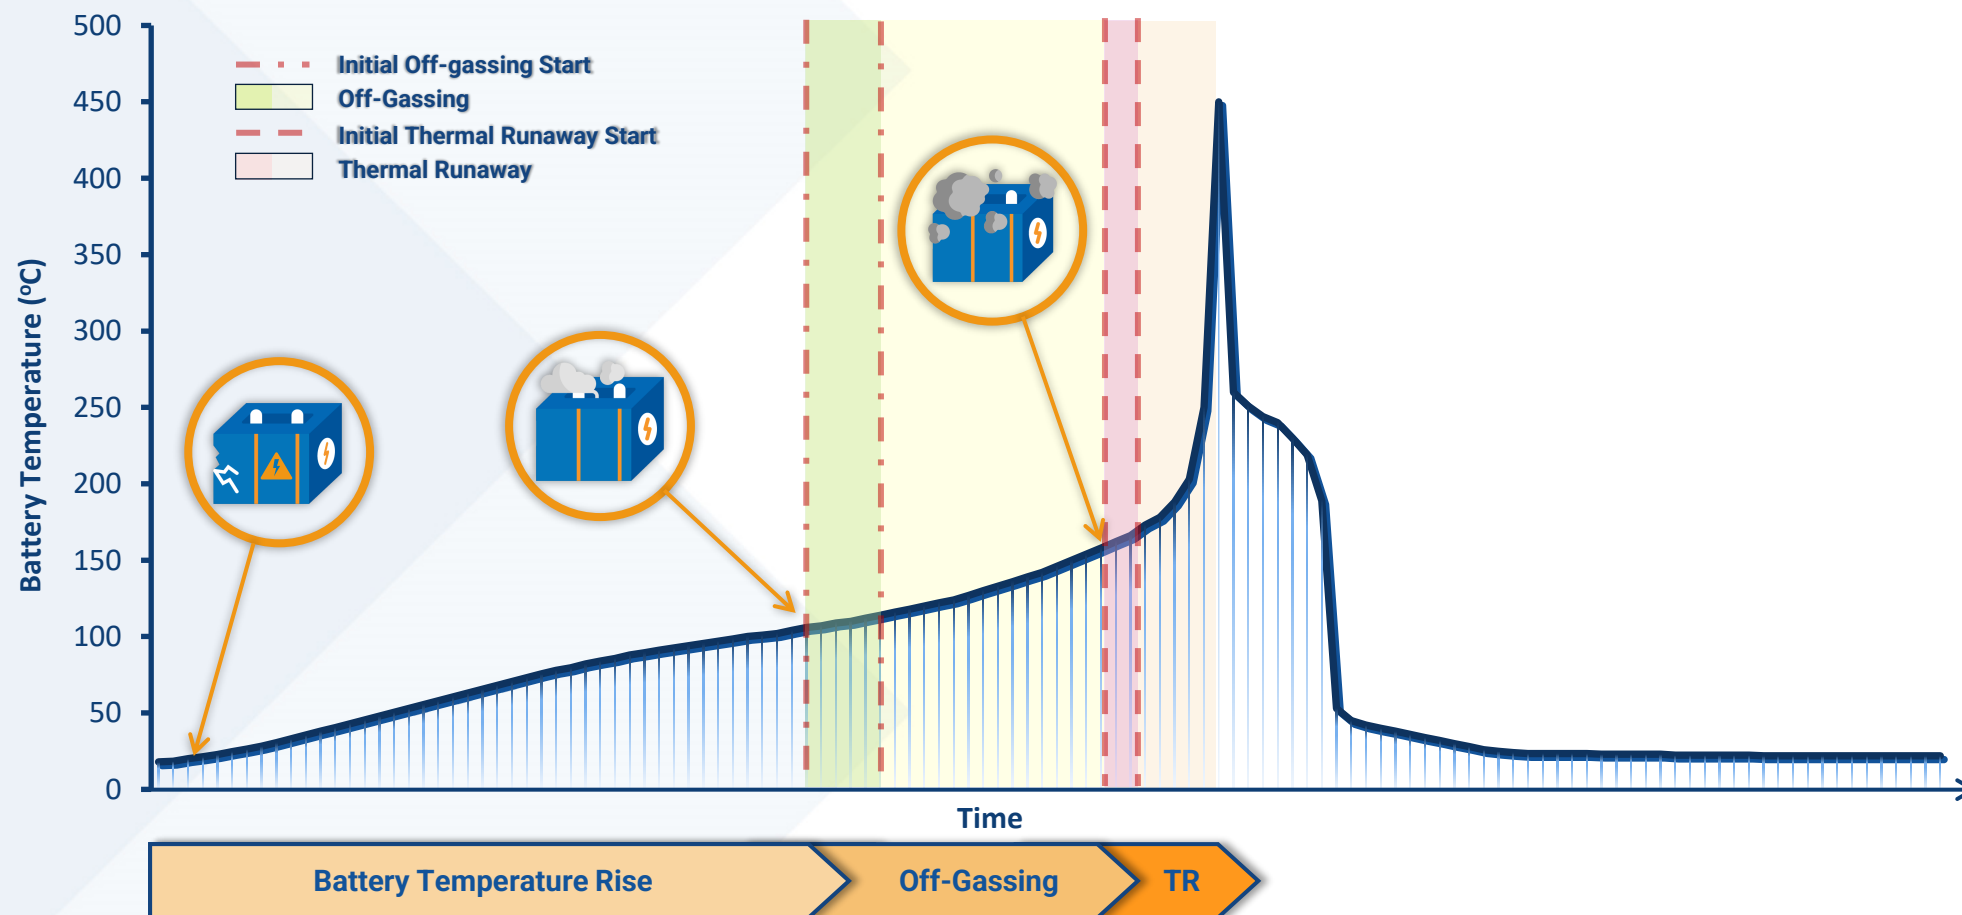 500
450
400
350
300
250
200
150
100
50
0
Battery Temperature (ºC)
Initial Off-gassing Start
Off-Gassing
Initial Thermal Runaway Start
Thermal Runaway
Time
Battery Temperature Rise
Off-Gassing
TR